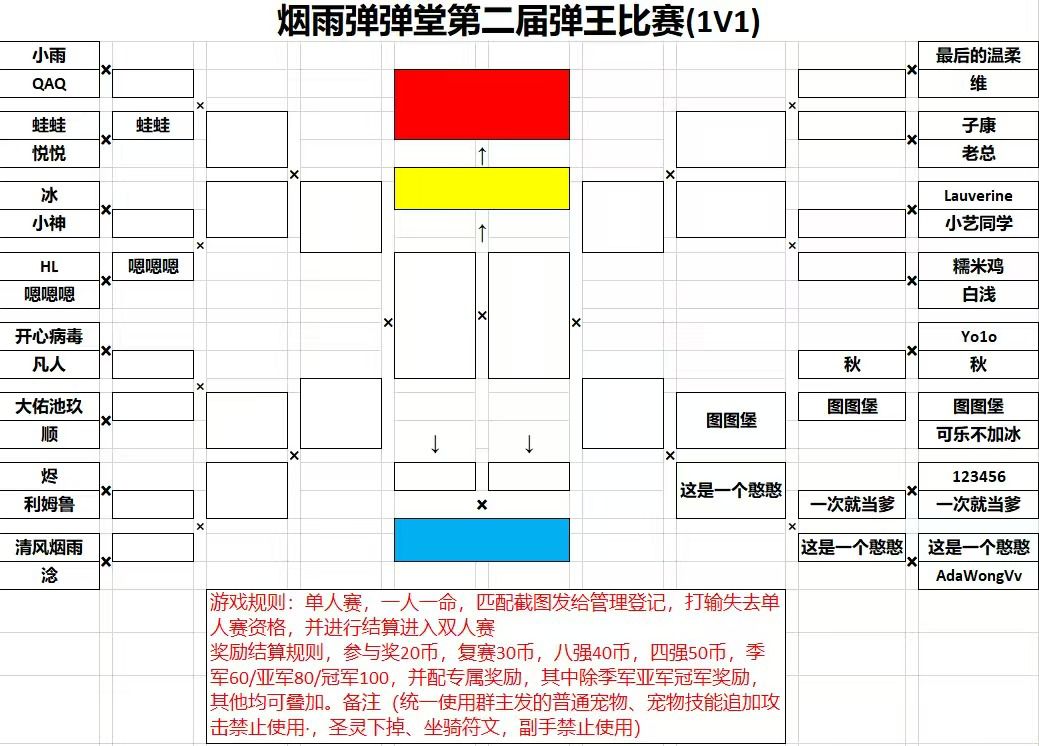 烟雨弹弹堂第二届弹王比赛(1V1)
小雨
QAQ
蛙蛙
悦悦
冰
小神
HL
嗯嗯嗯
开心病毒
凡人
大佑池玖
顺
烬
利姆鲁
清风烟雨
淰
蛙蛙
嗯嗯嗯
图图堡
这是一个憨憨
秋
图图堡
一次就当爹
这是一个憨憨
最后的温柔
维
子康
老总
Lauverine
小艺同学
糯米鸡
白浅
Yo1o
秋
图图堡
可乐不加冰
123456
一次就当爹
这是一个憨憨
AdaWongVv
游戏规则：单人赛，一人一命，匹配截图发给管理登记，打输失去单
人赛资格，并进行结算进入双人赛
奖励结算规则，参与奖20币，复赛30币，八强40币，四强50币，季
军60/亚军80/冠军100，并配专属奖励，其中除季军亚军冠军奖励，
其他均可叠加。备注（统一使用群主发的普通宠物、宠物技能追加攻
击禁止使用·，圣灵下掉、坐骑符文，副手禁止使用）